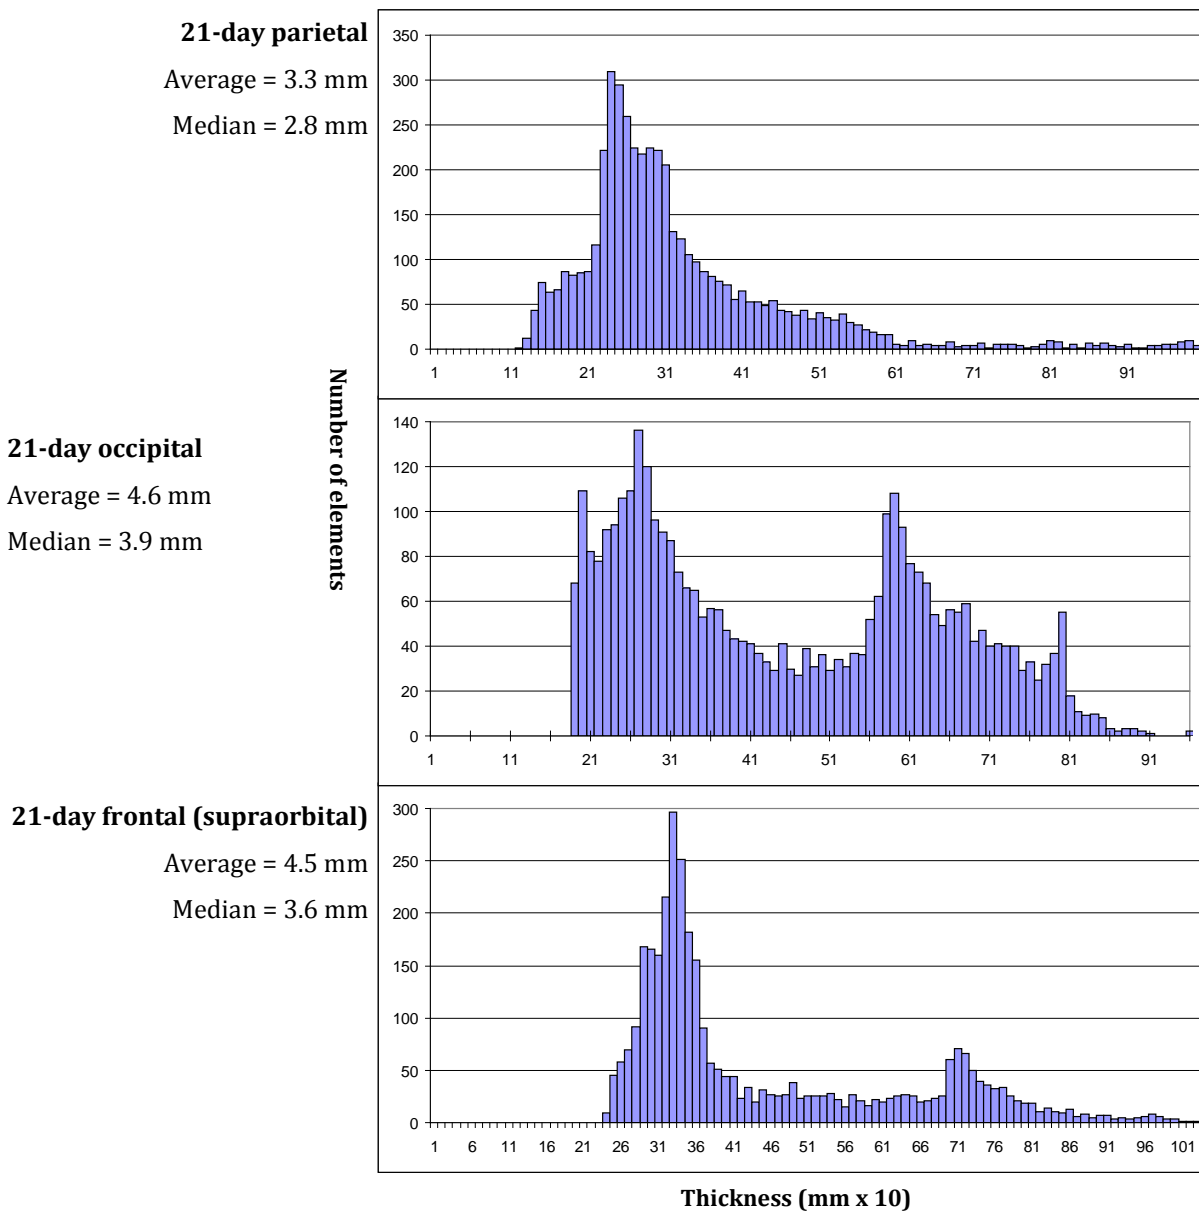 21-day parietal
Average = 3.3 mm
Median = 2.8 mm
350
300
250
200
150
100
50
0
1 11 21 31 41 51 61 71 81 91
Number of elements
21-day occipital
Average = 4.6 mm
Median = 3.9 mm
140
120
100
80
60
40
20
0
1 11 21 31 41 51 61 71 81 91
21-day frontal (supraorbital)
Average = 4.5 mm
Median = 3.6 mm
300
250
200
150
100
50
0
1 6 11 16 21 26 31 36 41 46 51 56 61 66 71 76 81 86 91 96 101
Thickness (mm x 10)